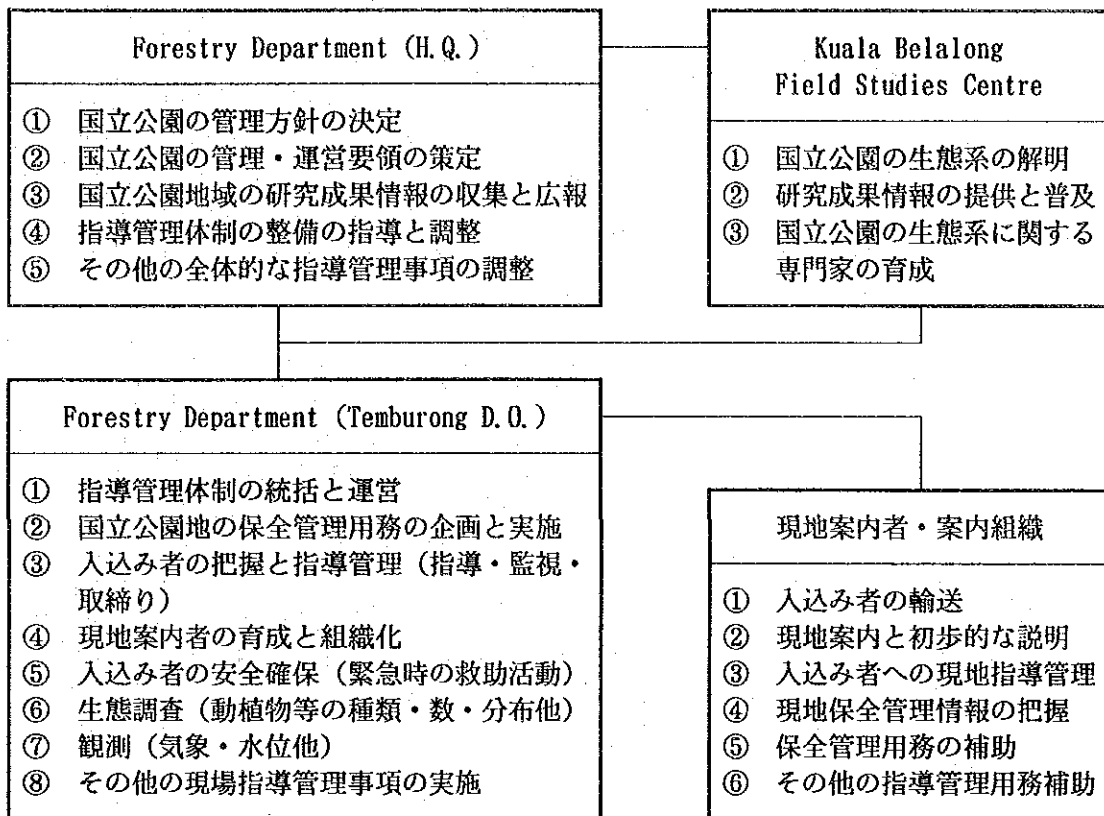 Forestry Department (H.Q.)
① 国立公園の管理方針の決定
② 国立公園の管理・運営要領の策定
③ 国立公園地域の研究成果情報の収集と広報
④ 指導管理体制の整備の指導と調整
⑤ その他の全体的な指導管理事項の調整
Kuala Belalong
Field Studies Centre
① 国立公園の生態系の解明
② 研究成果情報の提供と普及
③ 国立公園の生態系に関する
専門家の育成
Forestry Department (Temburong D.O.)
① 指導管理体制の統括と運営
② 国立公園地の保全管理用務の企画と実施
③ 入込み者の把握と指導管理（指導・監視・
取締り）
④ 現地案内者の育成と組織化
⑤ 入込み者の安全確保（緊急時の救助活動）
⑥ 生態調査（動植物等の種類・数・分布他）
⑦ 観測（気象・水位他）
⑧ その他の現場指導管理事項の実施
現地案内者・案内組織
① 入込み者の輸送
② 現地案内と初歩的な説明
③ 入込み者への現地指導管理
④ 現地保全管理情報の把握
⑤ 保全管理用務の補助
⑥ その他の指導管理用務補助